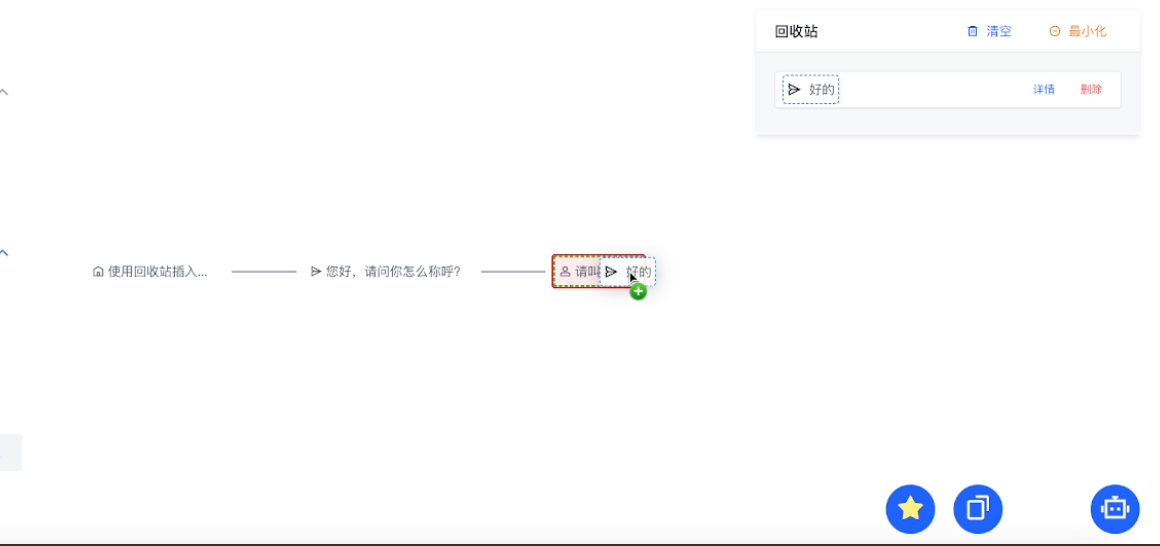 回收站
清空
最小化
好的
详情
删除
使用回收站插入...
您好，请问你怎么称呼？
请叫
好的